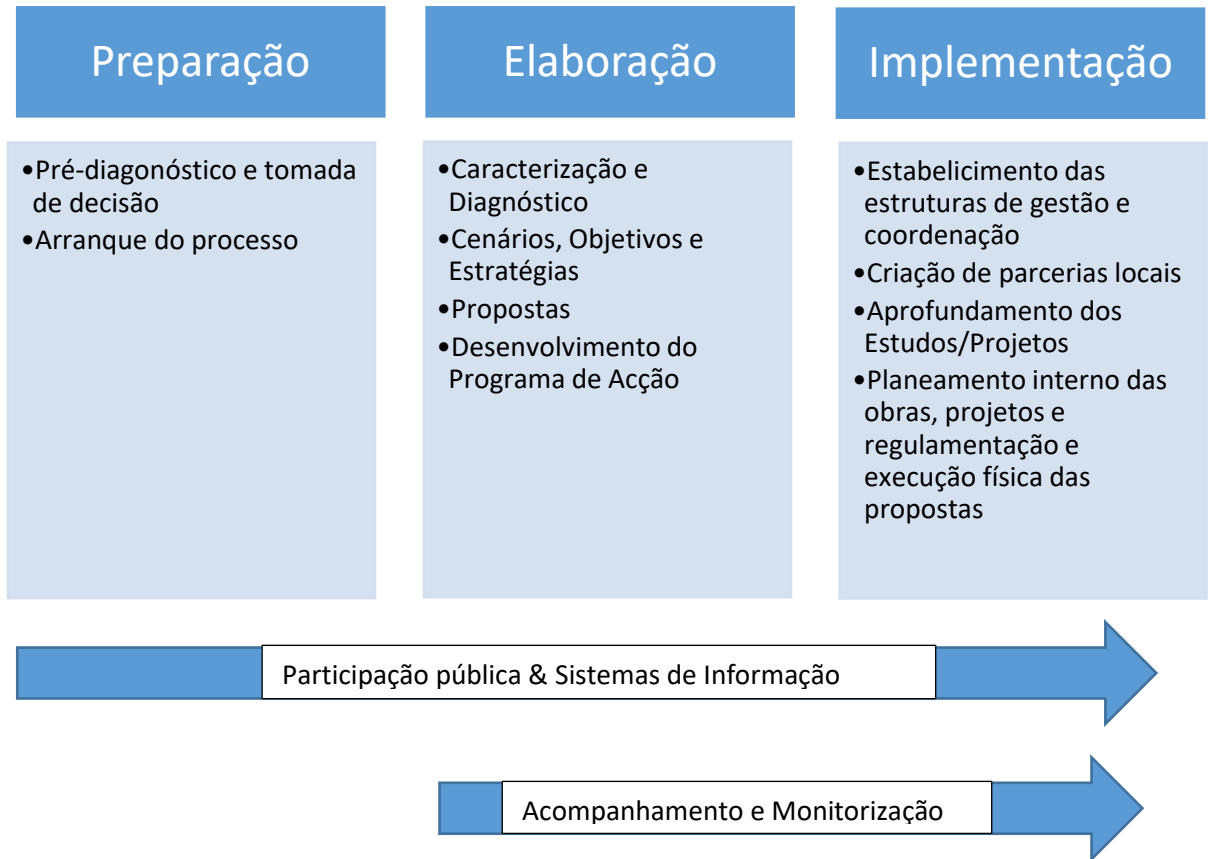 Preparação
•Pré-diagonóstico e tomada
de decisão
•Arranque do processo
Elaboração
•Caracterização e
Diagnóstico
•Cenários, Objetivos e
Estratégias
•Propostas
•Desenvolvimento do
Programa de Acção
Implementação
•Estabelicimento das
estruturas de gestão e
coordenação
•Criação de parcerias locais
•Aprofundamento dos
Estudos/Projetos
•Planeamento interno das
obras, projetos e
regulamentação e
execução física das
propostas
Participação pública & Sistemas de Informação
Acompanhamento e Monitorização